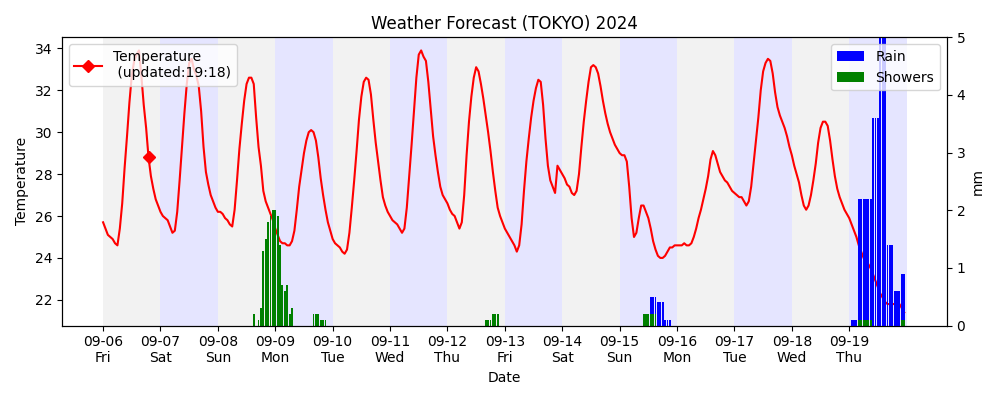 Weather Forecast (TOKYO) 2024
Temperature
(updated:19:18)
Rain
Showers
Temperature
34
32
30
28
26
24
22
5
4
3
2
1
0
mm
09-06 09-07 09-08 09-09 09-10 09-11 09-12 09-13 09-14 09-15 09-16 09-17 09-18 09-19
Fri Sat Sun Mon Tue Wed Thu Fri Sat Sun Mon Tue Wed Thu
Date